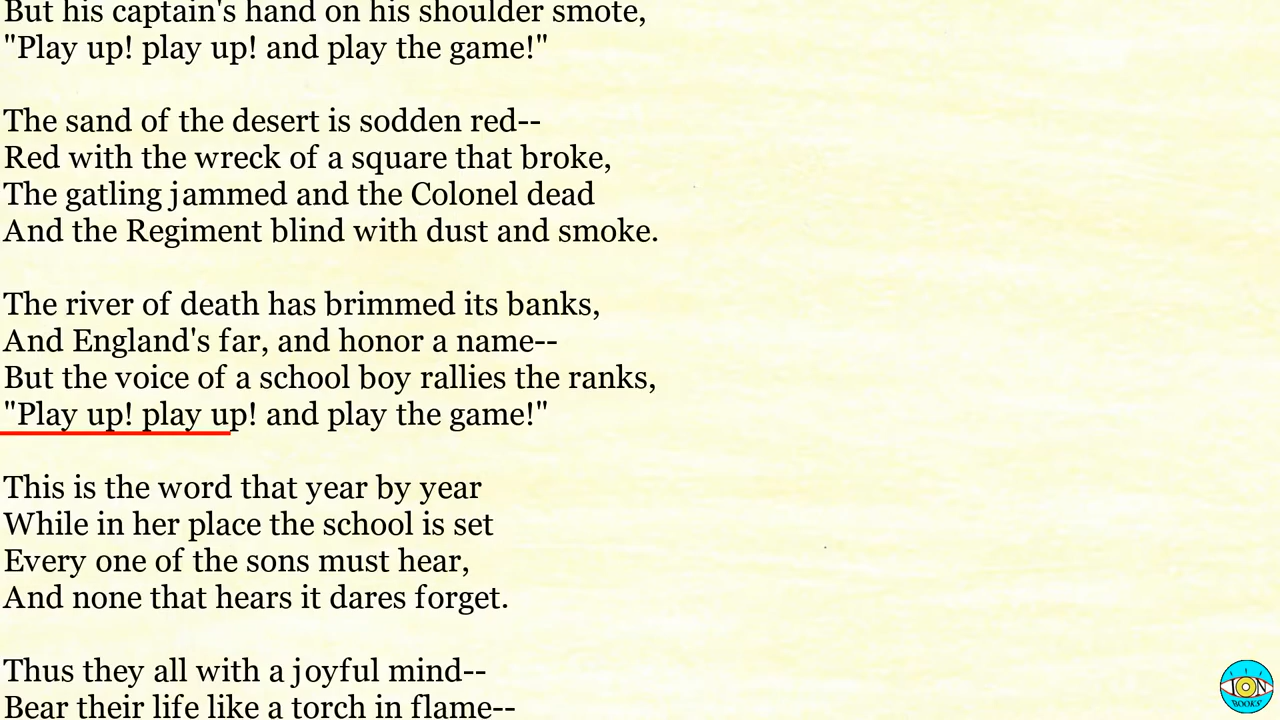 But his captain's hand on his shoulder smote,
"Play up! play up! and play the game!"
The sand of the desert is sodden red--
Red with the wreck of a square that broke,
The gatling jammed and the Colonel dead
And the Regiment blind with dust and smoke.
The river of death has brimmed its banks,
And England's far, and honor a name--
But the voice of a school boy rallies the ranks,
"Play up! play up! and play the game!"
This is the word that year by year
While in her place the school is set
Every one of the sons must hear,
And none that hears it dares forget.
Thus they all with a joyful mind--
Bear their life like a torch in flame--
ION
BOOKS